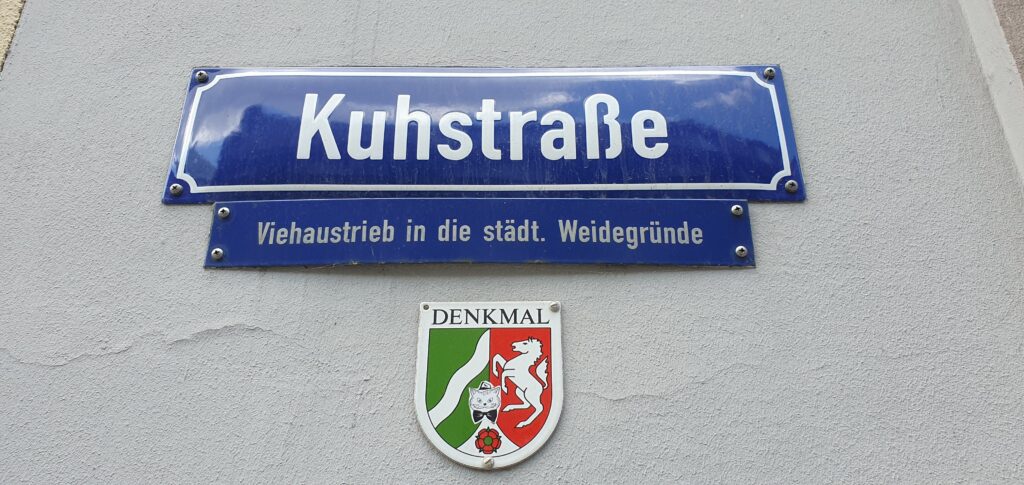 Kuhstraße
Viehaustrieb in die städt. Weidegründe
DENKMAL